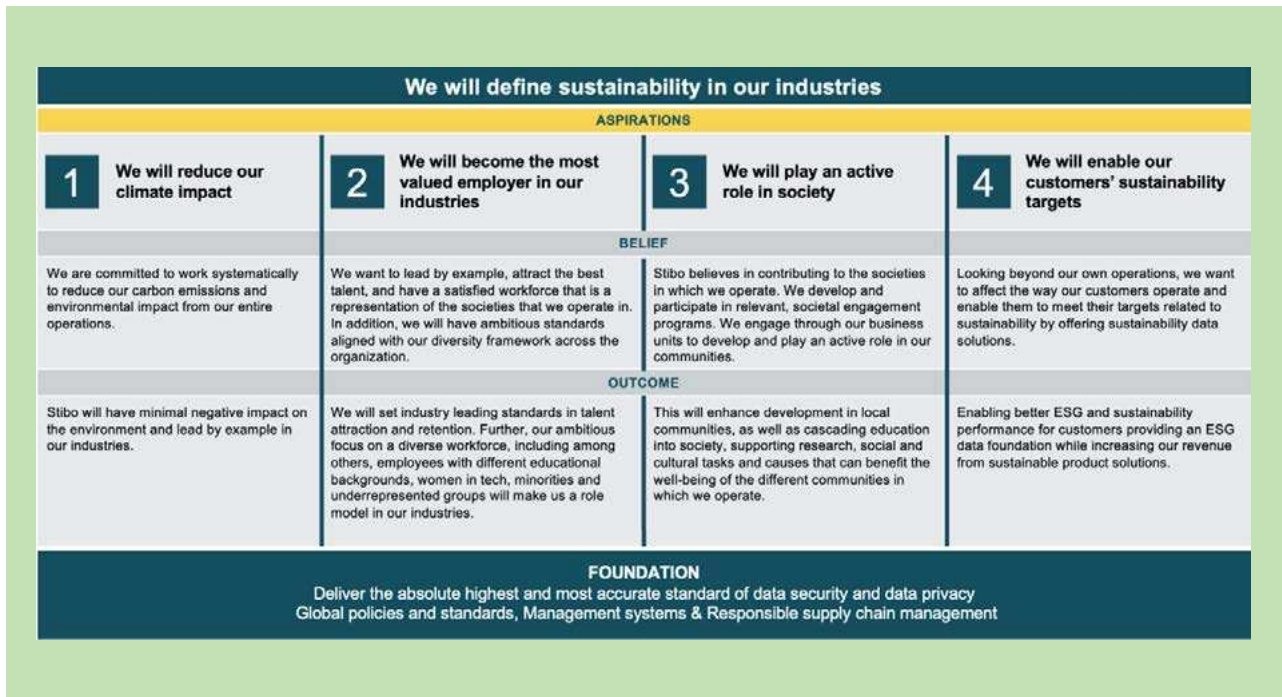 We will define sustainability in our industries
ASPIRATIONS
1
We will reduce our
climate impact
2
We will become the most
valued employer in our
industries
3
We will play an active
role in society
4
We will enable our
customers' sustainability
targets
BELIEF
We are committed to work systematically
to reduce our carbon emissions and
environmental impact from our entire
operations.
We want to lead by example, attract the best
talent, and have a satisfied workforce that is a
representation of the societies that we operate in.
In addition, we will have ambitious standards
aligned with our diversity framework across the
organization.
Stibo believes in contributing to the societies
in which we operate. We develop and
participate in relevant, societal engagement
programs. We engage through our business
units to develop and play an active role in our
communities.
Looking beyond our own operations, we want
to affect the way our customers operate and
enable them to meet their targets related to
sustainability by offering sustainability data
solutions.
OUTCOME
Stibo will have minimal negative impact on
the environment and lead by example in
our industries.
We will set industry leading standards in talent
attraction and retention. Further, our ambitious
focus on a diverse workforce, including among
others, employees with different educational
backgrounds, women in tech, minorities and
underrepresented groups will make us a role
model in our industries.
This will enhance development in local
communities, as well as cascading education
into society, supporting research, social and
cultural tasks and causes that can benefit the
well-being of the different communities in
which we operate.
Enabling better ESG and sustainability
performance for customers providing an ESG
data foundation while increasing our revenue
from sustainable product solutions.
FOUNDATION
Deliver the absolute highest and most accurate standard of data security and data privacy
Global policies and standards, Management systems & Responsible supply chain management